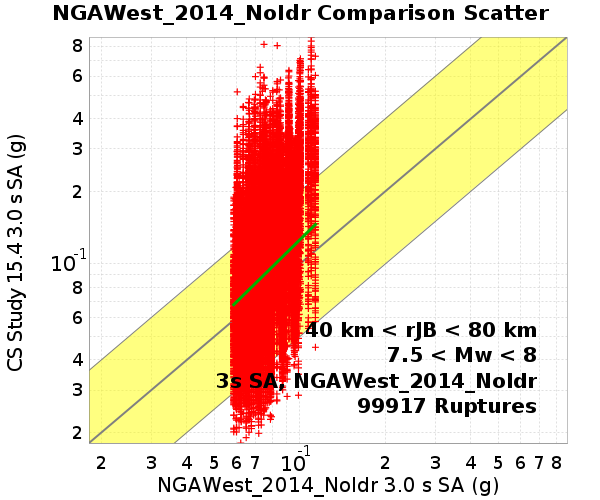 NGAWest_2014_NoIdr Comparison Scatter
8
6
4
3
2
10-1
8
6
4
3
2
CS Study 15.4 3.0 s SA (g)
40 km < rJB < 80 km
7.5 < Mw < 8
3s SA, NGAWest_2014_NoIdr
99917 Ruptures
2 3 4 5 6 7 10-1 2 3 4 5 6 7 8
NGAWest_2014_NoIdr 3.0 s SA (g)